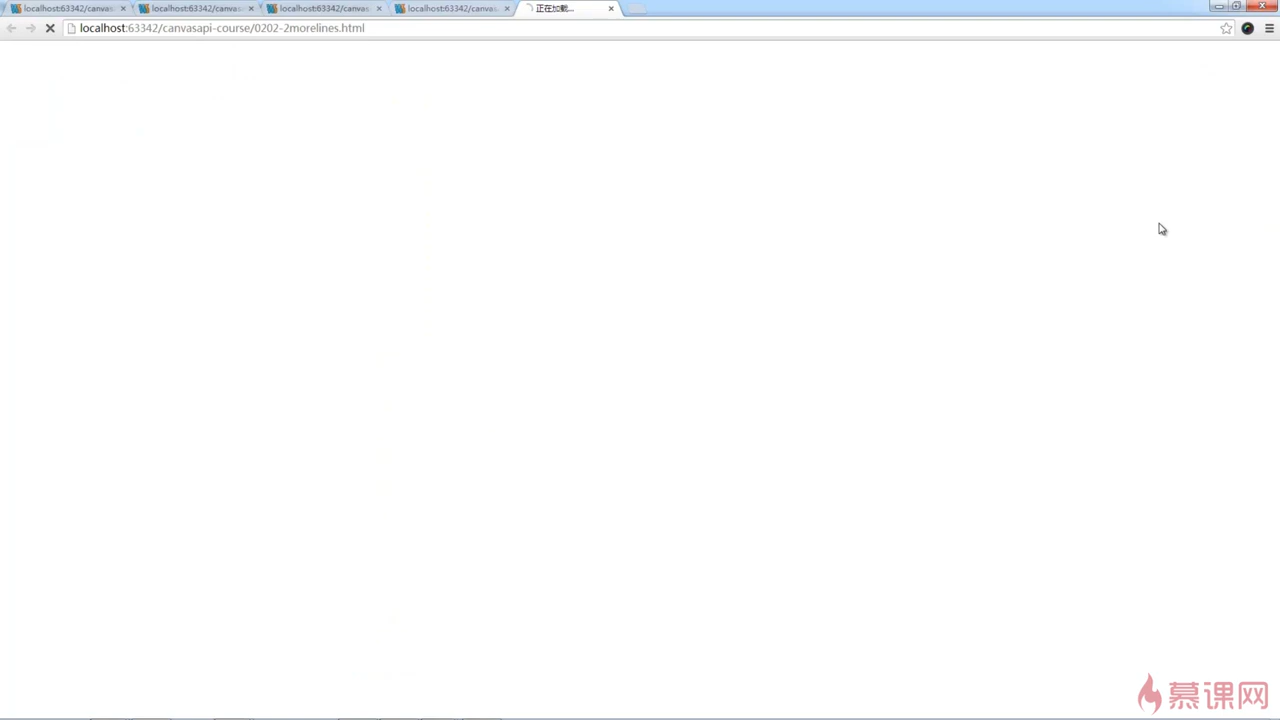 localhost:63342/canvas
localhost:63342/canvas
localhost:63342/canvas
localhost:63342/canvas
正在加载...
localhost:63342/canvasapi-course/0202-2morelines.html
慕课网